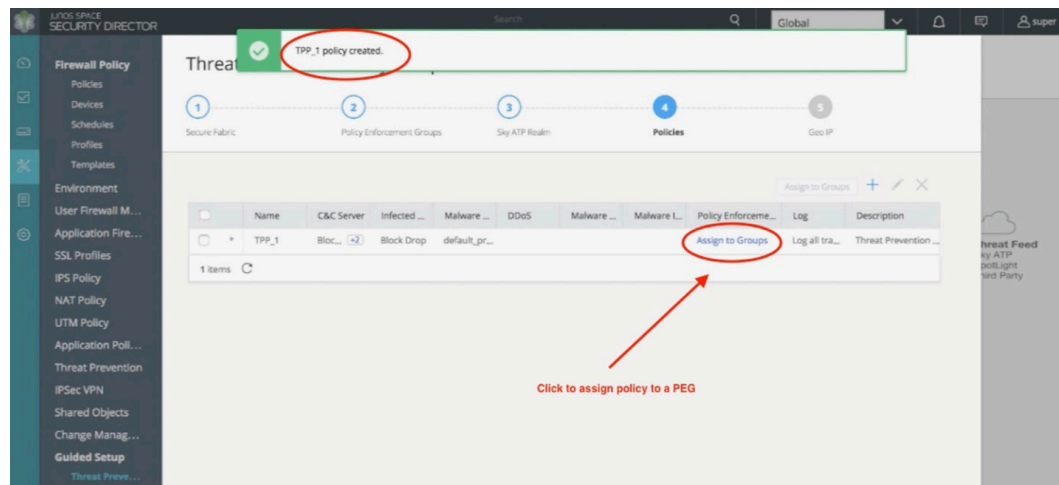 JUNOS SPACE
SECURITY DIRECTOR
Search
Global
super
TPP_1 policy created.
Threat
Firewall Policy
Policies
Devices
Schedules
Profiles
Templates
Environment
User Firewall M...
Application Fire...
SSL Profiles
IPS Policy
NAT Policy
UTM Policy
Application Poli...
Threat Prevention
IPSec VPN
Shared Objects
Change Manag...
Guided Setup
Threat Preve...
1 2 3 4 5
Secure Fabric Policy Enforcement Groups Sky ATP Realm Policies Geo IP
Assign to Groups
Name C&C Server Infected ... Malware ... DDoS Malware ... Malware I... Policy Enforceme... Log Description
TPP_1 Bloc... +2 Block Drop default_pr... Assign to Groups Log all tra... Threat Prevention ...
1 items
Click to assign policy to a PEG
hreat Feed
ky ATP
potLight
hird Party